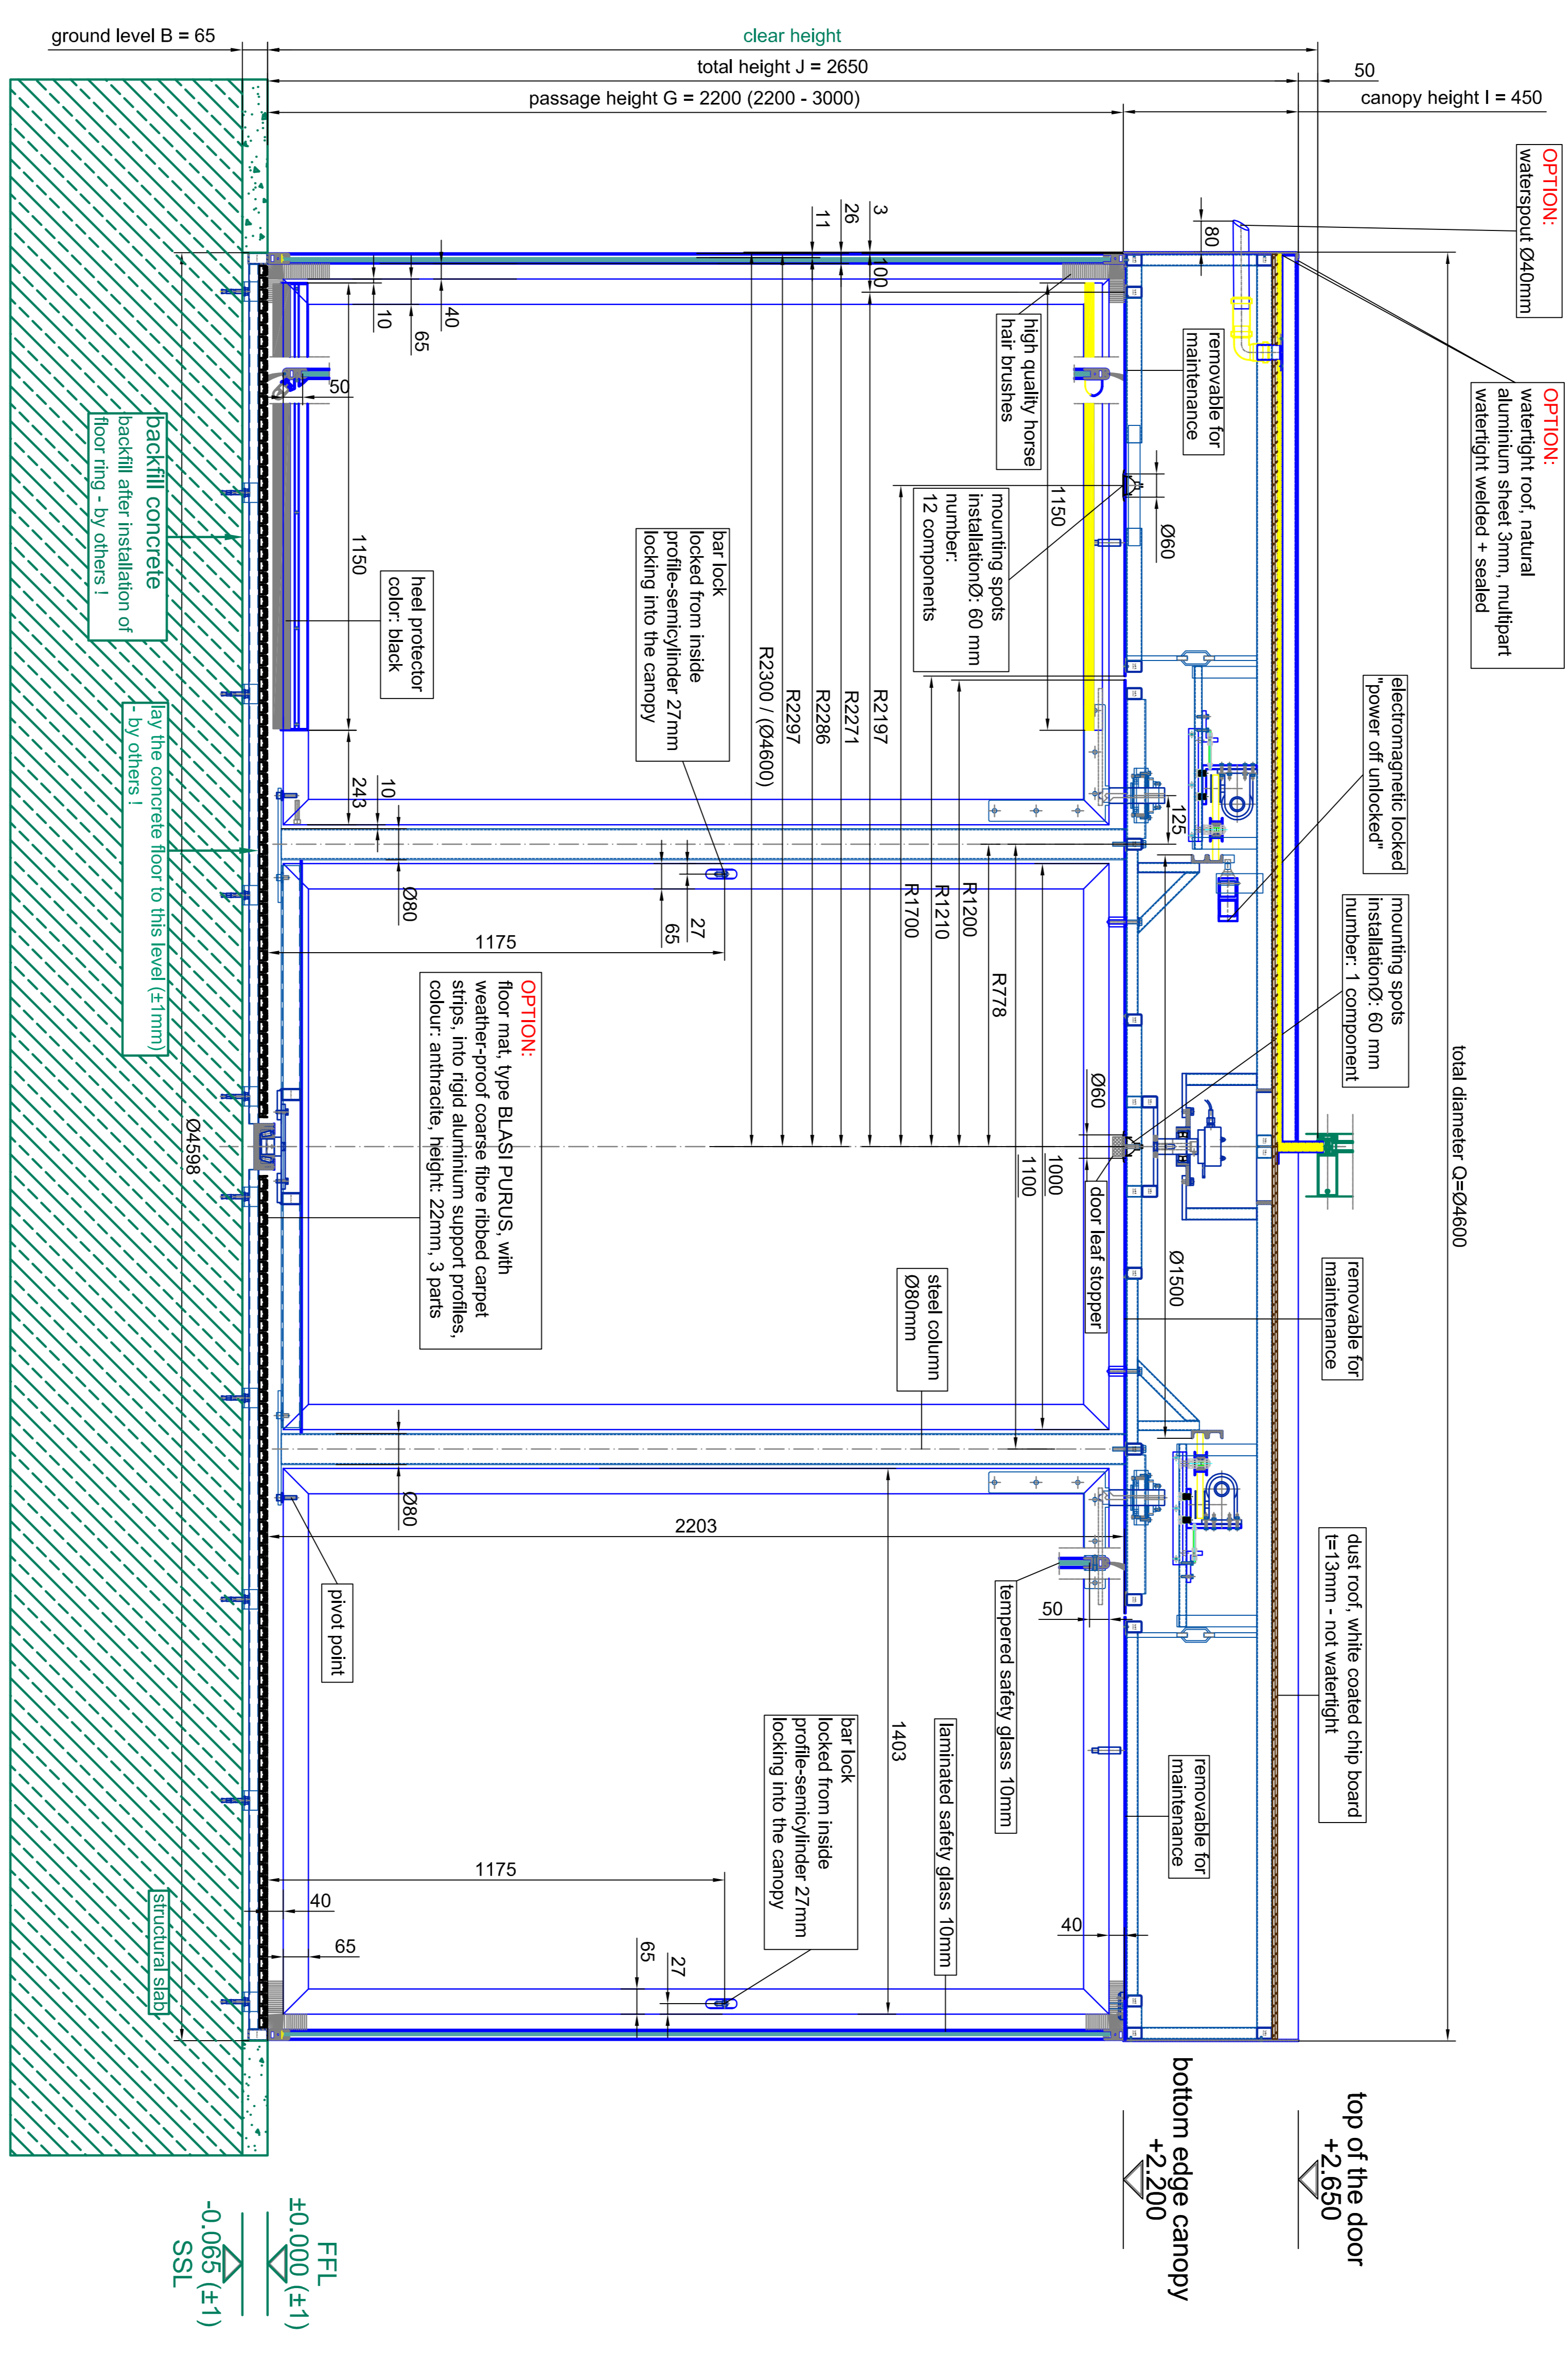 ground level B = 65
clear height
total height J = 2650
50
passage height G = 2200 (2200 - 3000)
canopy height I = 450
OPTION:
waterspout Ø40mm
OPTION:
watertight roof, natural
aluminium sheet 3mm, multipart
watertight welded + sealed
electromagnetic locked
"power off unlocked"
mounting spots
installationØ: 60 mm
number: 1 component
total diameter Q=Ø4600
removable for
maintenance
dust roof, white coated chip board
t=13mm - not watertight
top of the door
+2.650
bottom edge canopy
+2.200
80
removable for
maintenance
Ø60
125
Ø1500
removable for
maintenance
3
26
11
100
high quality horse
hair brushes
1150
mounting spots
installationØ: 60 mm
number:
12 components
R2197
R2271
R2286
R2297
R2300 / (Ø4600)
R1200
R1210
R1700
R778
Ø60
door leaf stopper
1000
1100
steel column
Ø80mm
40
65
10
50
1150
heel protector
color: black
bar lock
locked from inside
profile-semicylinder 27mm
locking into the canopy
243
10
Ø80
27
65
1175
OPTION:
floor mat, type BLASI PURUS, with
weather-proof coarse fibre ribbed carpet
strips, into rigid aluminium support profiles,
colour: anthracite, height: 22mm, 3 parts
Ø80
2203
pivot point
50
tempered safety glass 10mm
1403
laminated safety glass 10mm
bar lock
locked from inside
profile-semicylinder 27mm
locking into the canopy
1175
40
65
40
65
27
backfill concrete
backfill after installation of
floor ring - by others !
lay the concrete floor to this level (±1mm)
- by others !
Ø4598
structural slab
FFL
±0.000 (±1)
-0.065 (±1)
SSL